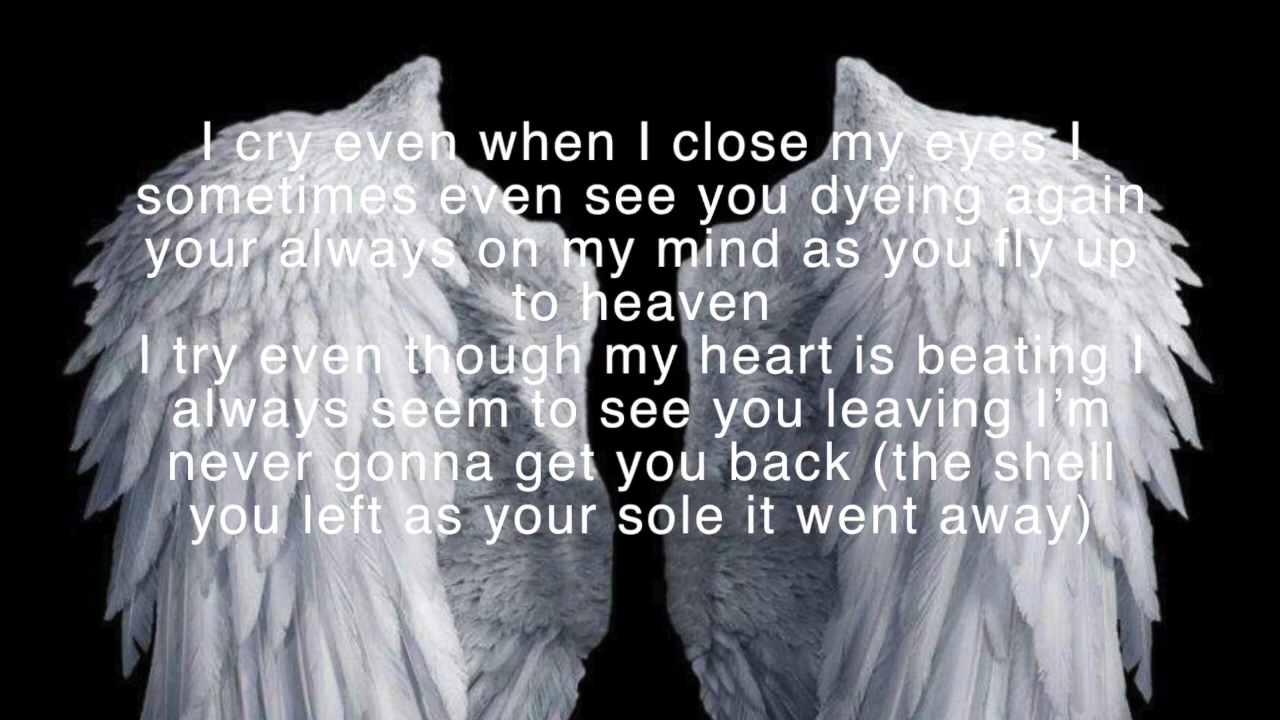 I cry even when I close my eyes I
sometimes even see you dyeing again
your always on my mind as you fly up
to heaven
I try even though my heart is beating I
always seem to see you leaving I’m
never gonna get you back (the shell
you left as your sole it went away)